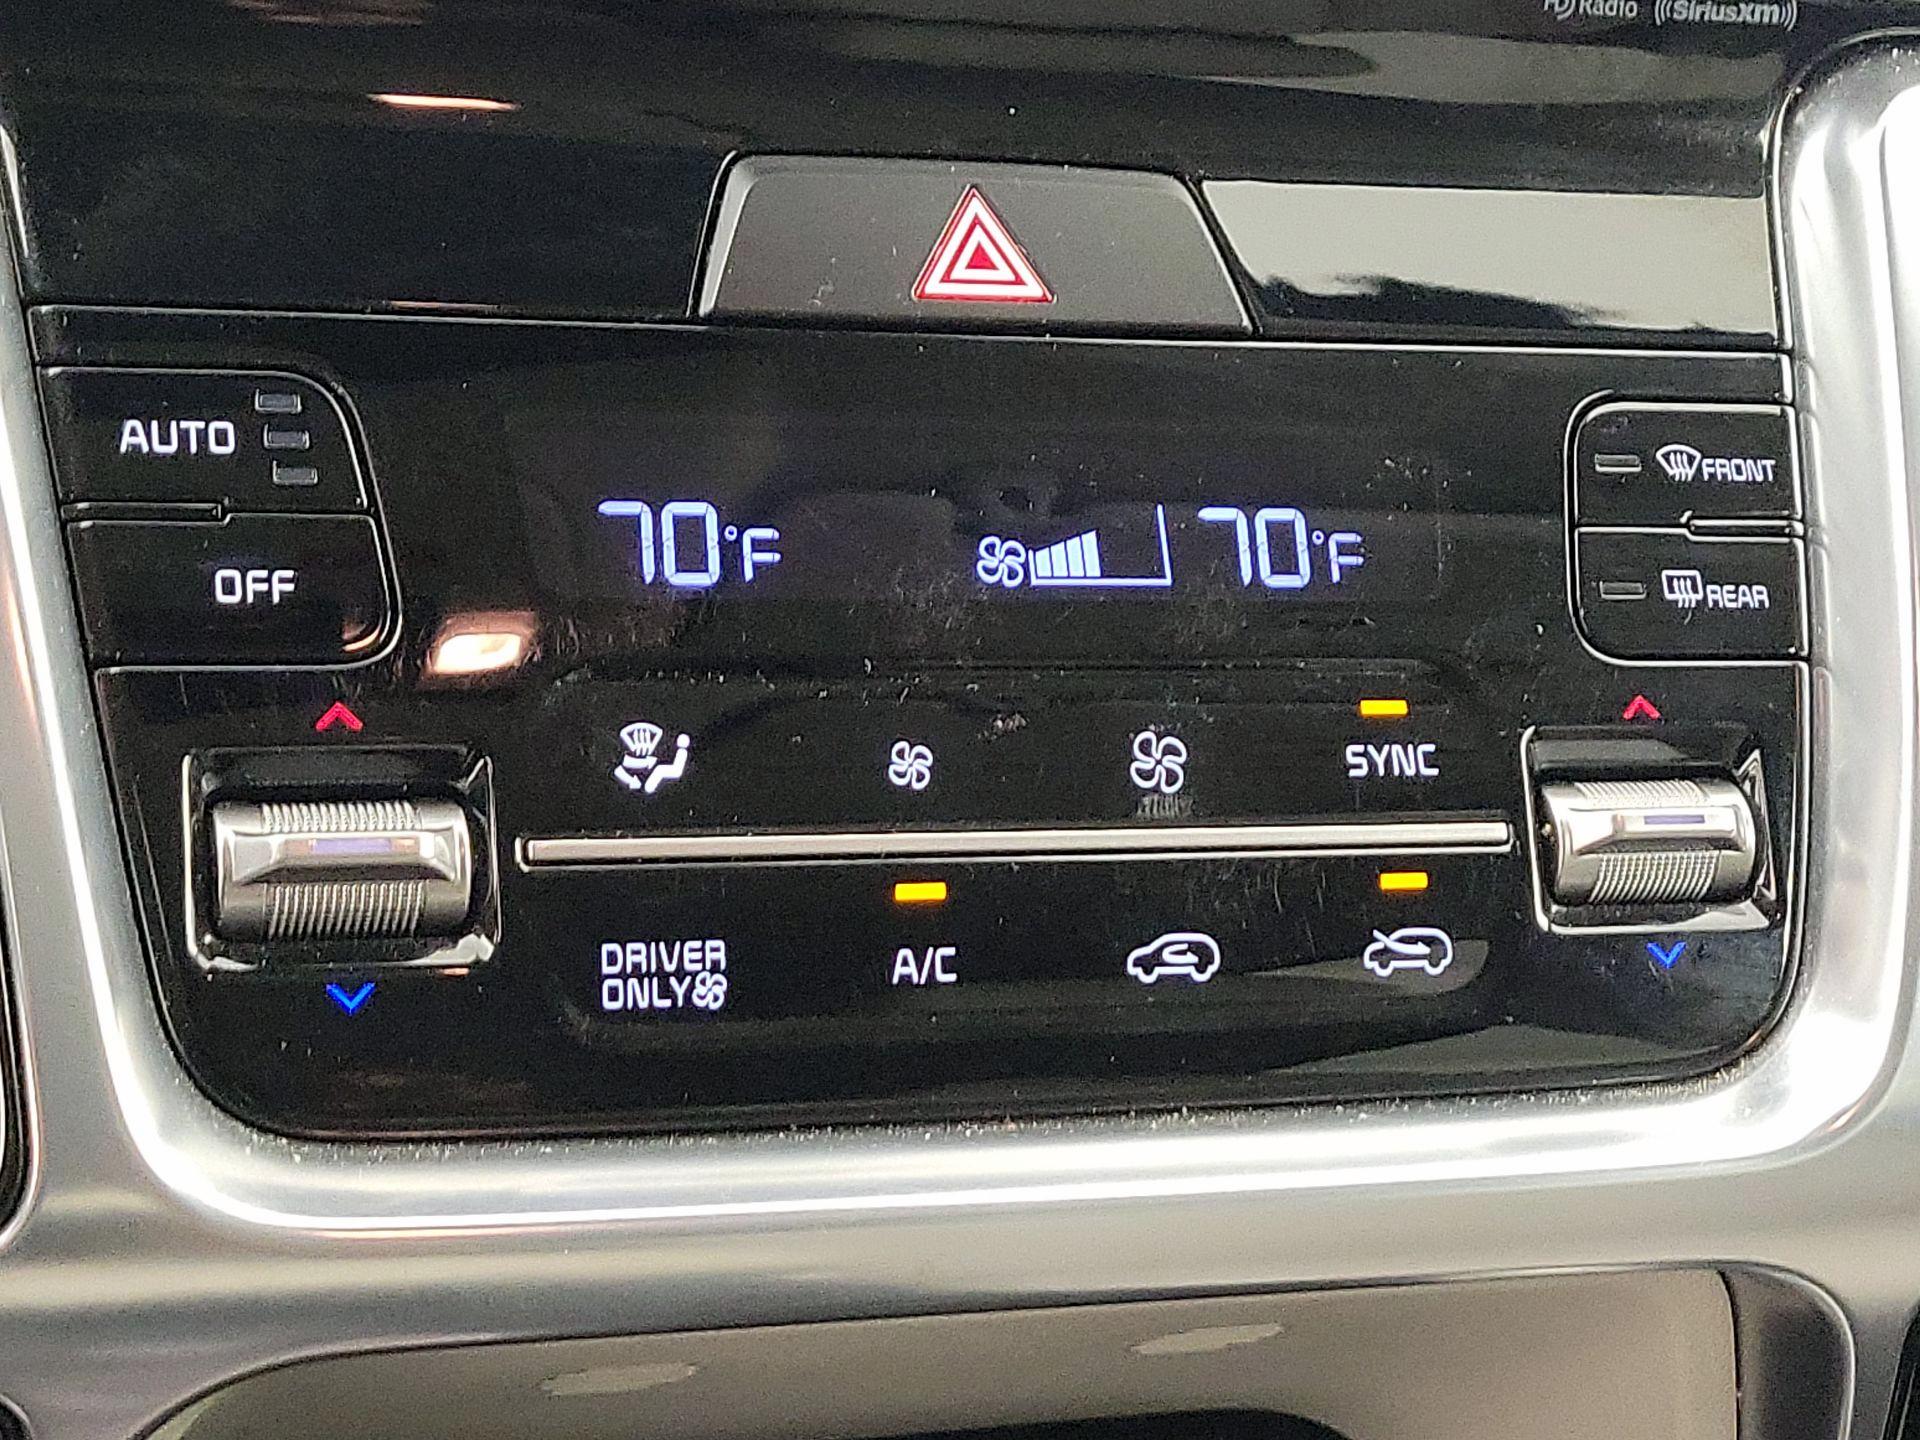 HD Radio ((SiriusXM))
AUTO
FRONT
70°F
70°F
OFF
REAR
SYNC
DRIVER
ONLY
A/C